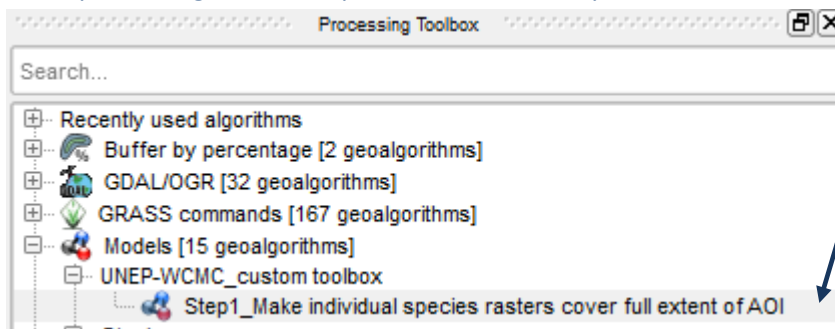 Processing Toolbox
Search...
Recently used algorithms
Buffer by percentage [2 geoalgorithms]
GDAL/OGR [32 geoalgorithms]
GRASS commands [167 geoalgorithms]
Models [15 geoalgorithms]
UNEP-WCMC_custom toolbox
Step1_Make individual species rasters cover full extent of AOI